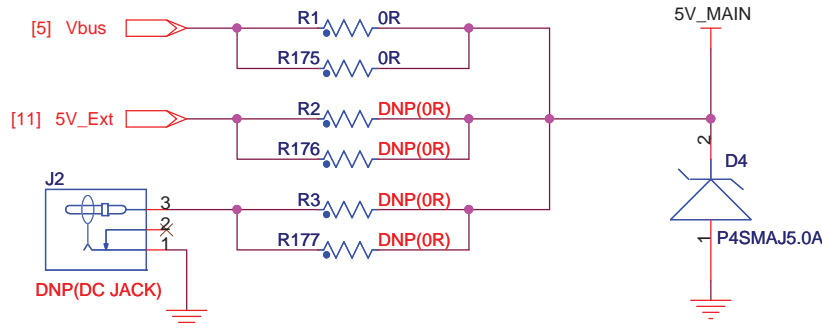 [5] Vbus
R1 0R
R175 0R
5V_MAIN
[11] 5V_Ext
R2 DNP(0R)
R176 DNP(0R)
2
D4
J2
3
2
1
R3 DNP(0R)
R177 DNP(0R)
1
P4SMAJ5.0A
DNP(DC JACK)